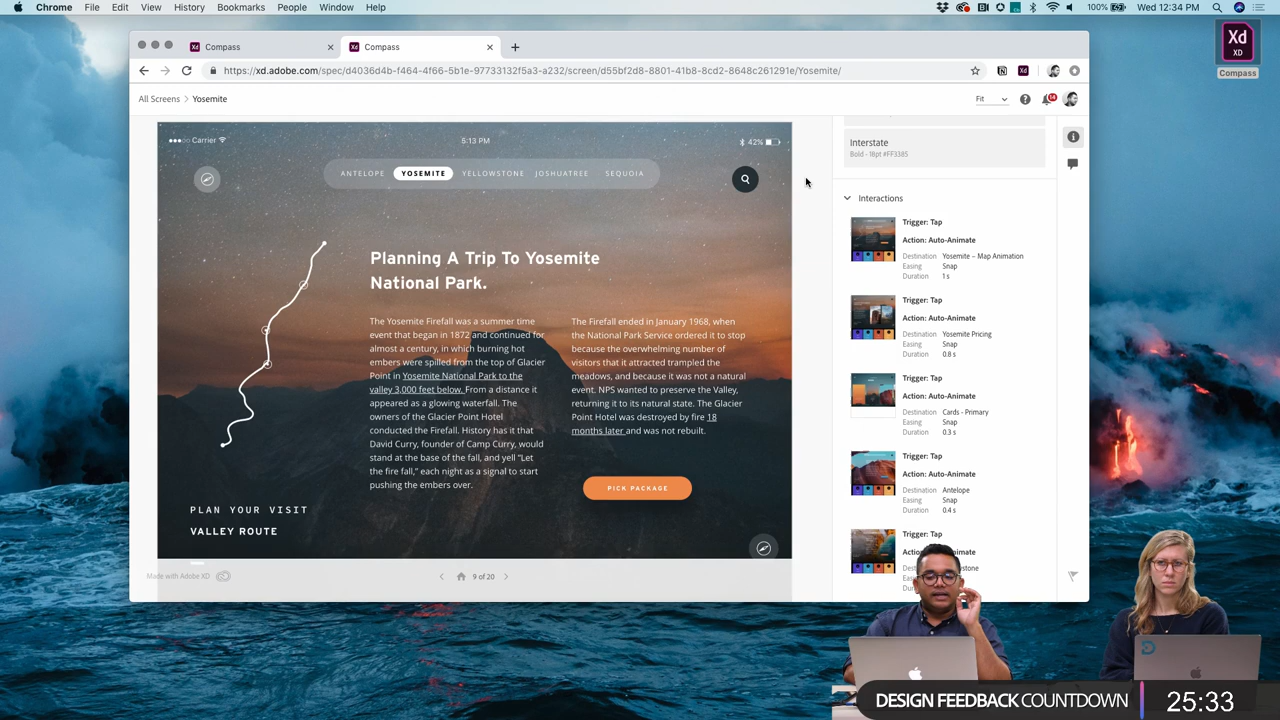 Chrome File Edit View History Bookmarks People Window Help
100% Wed 12:34 PM
Xd
XD
Compass
Xd Compass
Xd Compass
https://xd.adobe.com/spec/d4036d4b-f464-4f66-5b1e-97733132f5a3-a232/screen/d55bf2d8-8801-41b8-8cd2-8648c261291e/Yosemite/
All Screens > Yosemite
Fit
Carrier
5:13 PM
42%
ANTELOPE YOSEMITE YELLOWSTONE JOSHUATREE SEQUOIA
Planning A Trip To Yosemite
National Park.
The Yosemite Firefall was a summer time
event that began in 1872 and continued for
almost a century, in which burning hot
embers were spilled from the top of Glacier
Point in Yosemite National Park to the
valley 3,000 feet below. From a distance it
appeared as a glowing waterfall. The
owners of the Glacier Point Hotel
conducted the Firefall. History has it that
David Curry, founder of Camp Curry, would
stand at the base of the fall, and yell "Let
the fire fall," each night as a signal to start
pushing the embers over.
The Firefall ended in January 1968, when
the National Park Service ordered it to stop
because the overwhelming number of
visitors that it attracted trampled the
meadows, and because it was not a natural
event. NPS wanted to preserve the Valley,
returning it to its natural state. The Glacier
Point Hotel was destroyed by fire 18
months later and was not rebuilt.
PICK PACKAGE
PLAN YOUR VISIT
VALLEY ROUTE
Made with Adobe XD
9 of 20
Interstate
Bold - 18pt #FF3385
Interactions
Trigger: Tap
Action: Auto-Animate
Destination Yosemite – Map Animation
Easing Snap
Duration 1 s
Trigger: Tap
Action: Auto-Animate
Destination Yosemite Pricing
Easing Snap
Duration 0.8 s
Trigger: Tap
Action: Auto-Animate
Destination Cards - Primary
Easing Snap
Duration 0.3 s
Trigger: Tap
Action: Auto-Animate
Destination Antelope
Easing Snap
Duration 0.4 s
Trigger: Tap
DESIGN FEEDBACK COUNTDOWN 25:33